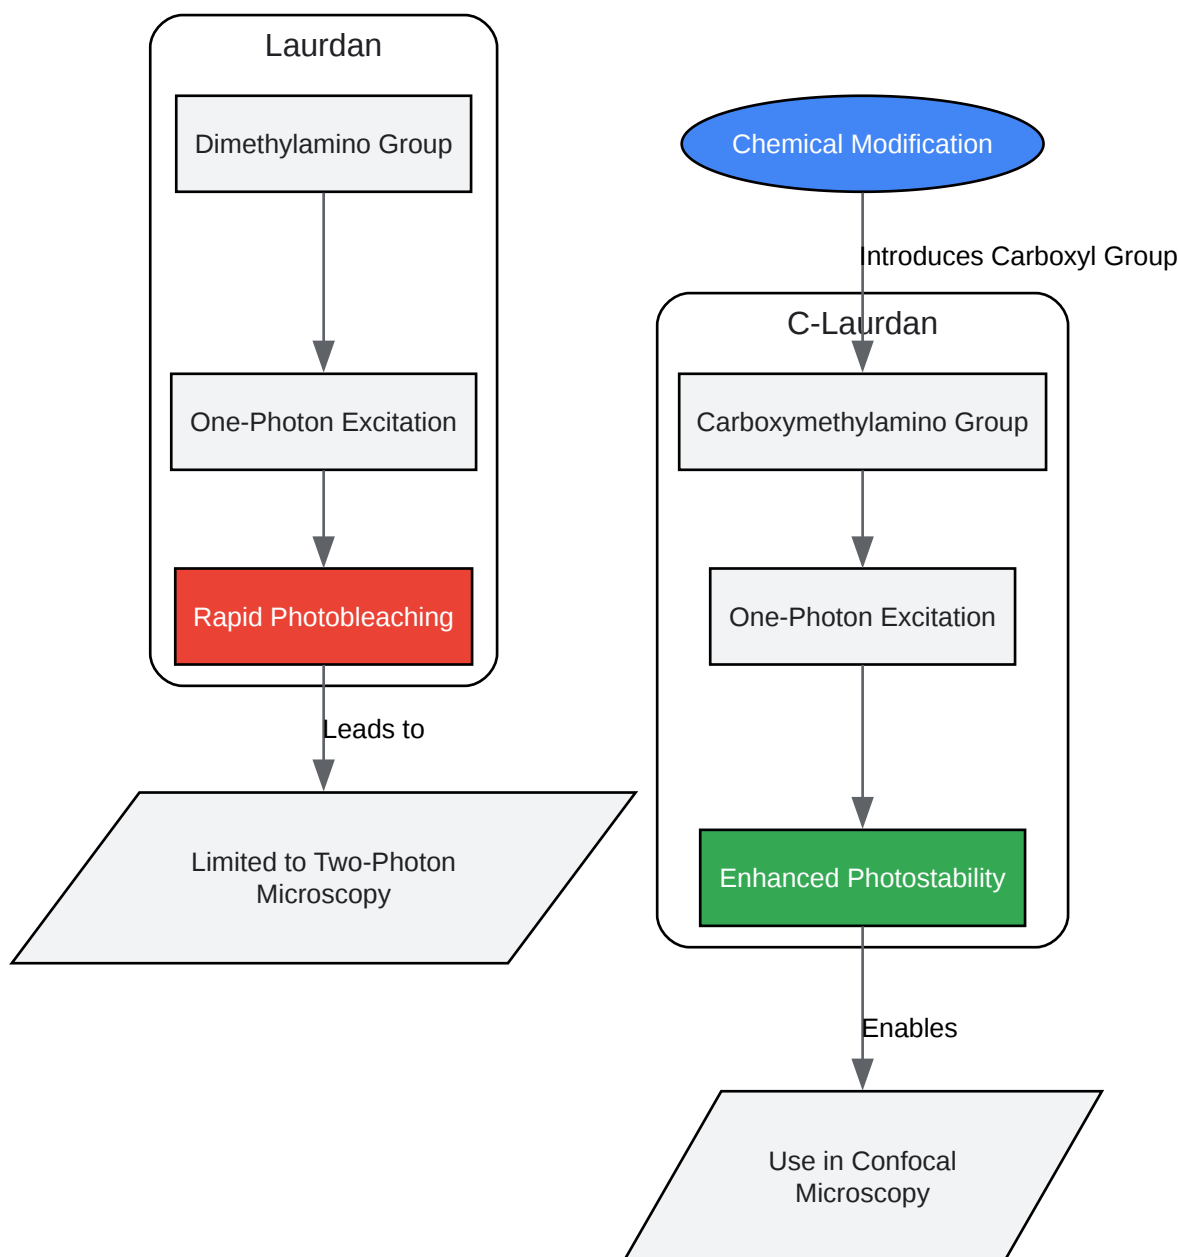 Laurdan
Dimethylamino Group
One-Photon Excitation
Rapid Photobleaching
Leads to
Limited to Two-Photon
Microscopy
Chemical Modification
Introduces Carboxyl Group
C-Laurdan
Carboxymethylamino Group
One-Photon Excitation
Enhanced Photostability
Enables
Use in Confocal
Microscopy